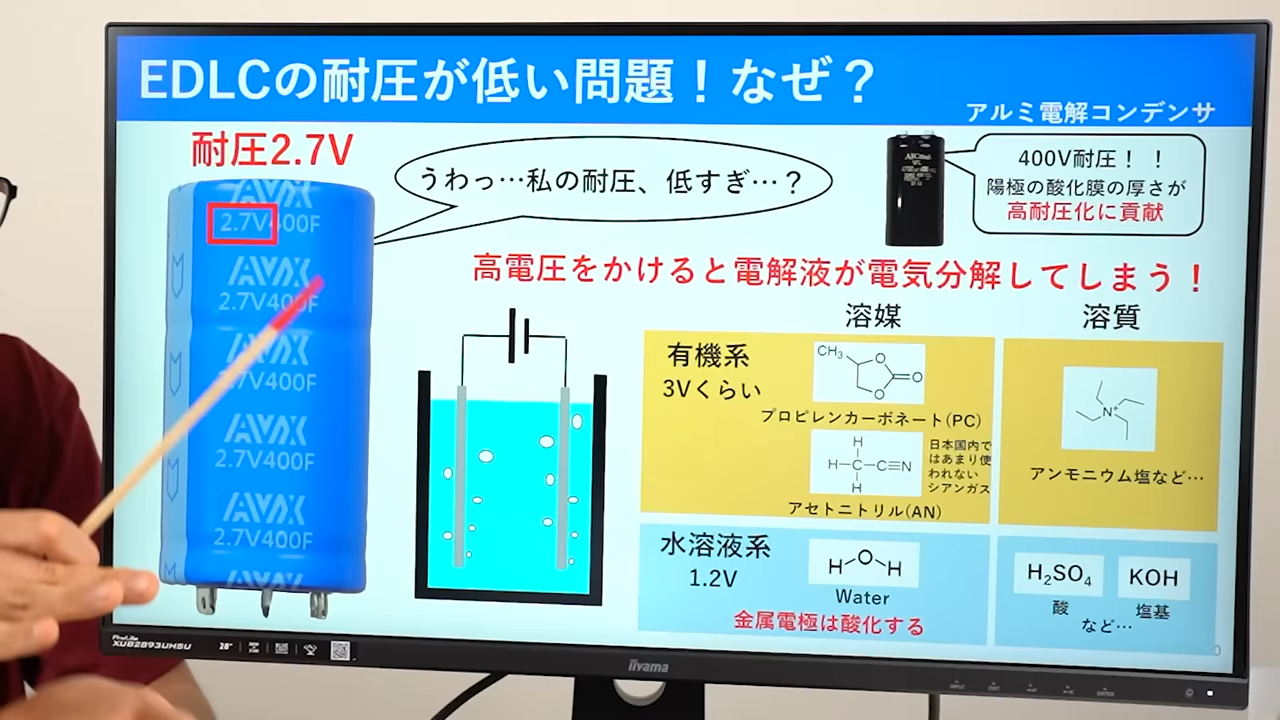 EDLCの耐圧が低い問題！なぜ？
アルミ電解コンデンサ
耐圧2.7V
うわっ…私の耐圧、低すぎ…？
400V耐圧！！
陽極の酸化膜の厚さが
高耐圧化に貢献
AVX
2.7V400F
AVX
2.7V400F
AVX
2.7V400F
AVX
2.7V400F
AVX
2.7V400F
AVX
高電圧をかけると電解液が電気分解してしまう！
溶媒
溶質
有機系
3Vくらい
CH3
O
O
O
プロピレンカーボネート(PC)
H
H-C-C≡N
H
日本国内で
はあまり使
われない
シアンガス
アセトニトリル(AN)
N+
アンモニウム塩など…
水溶液系
1.2V
H O H
Water
金属電極は酸化する
H₂SO₄
酸
KOH
塩基
など…
ProLite
XUB2893UHSU
28"
iiyama